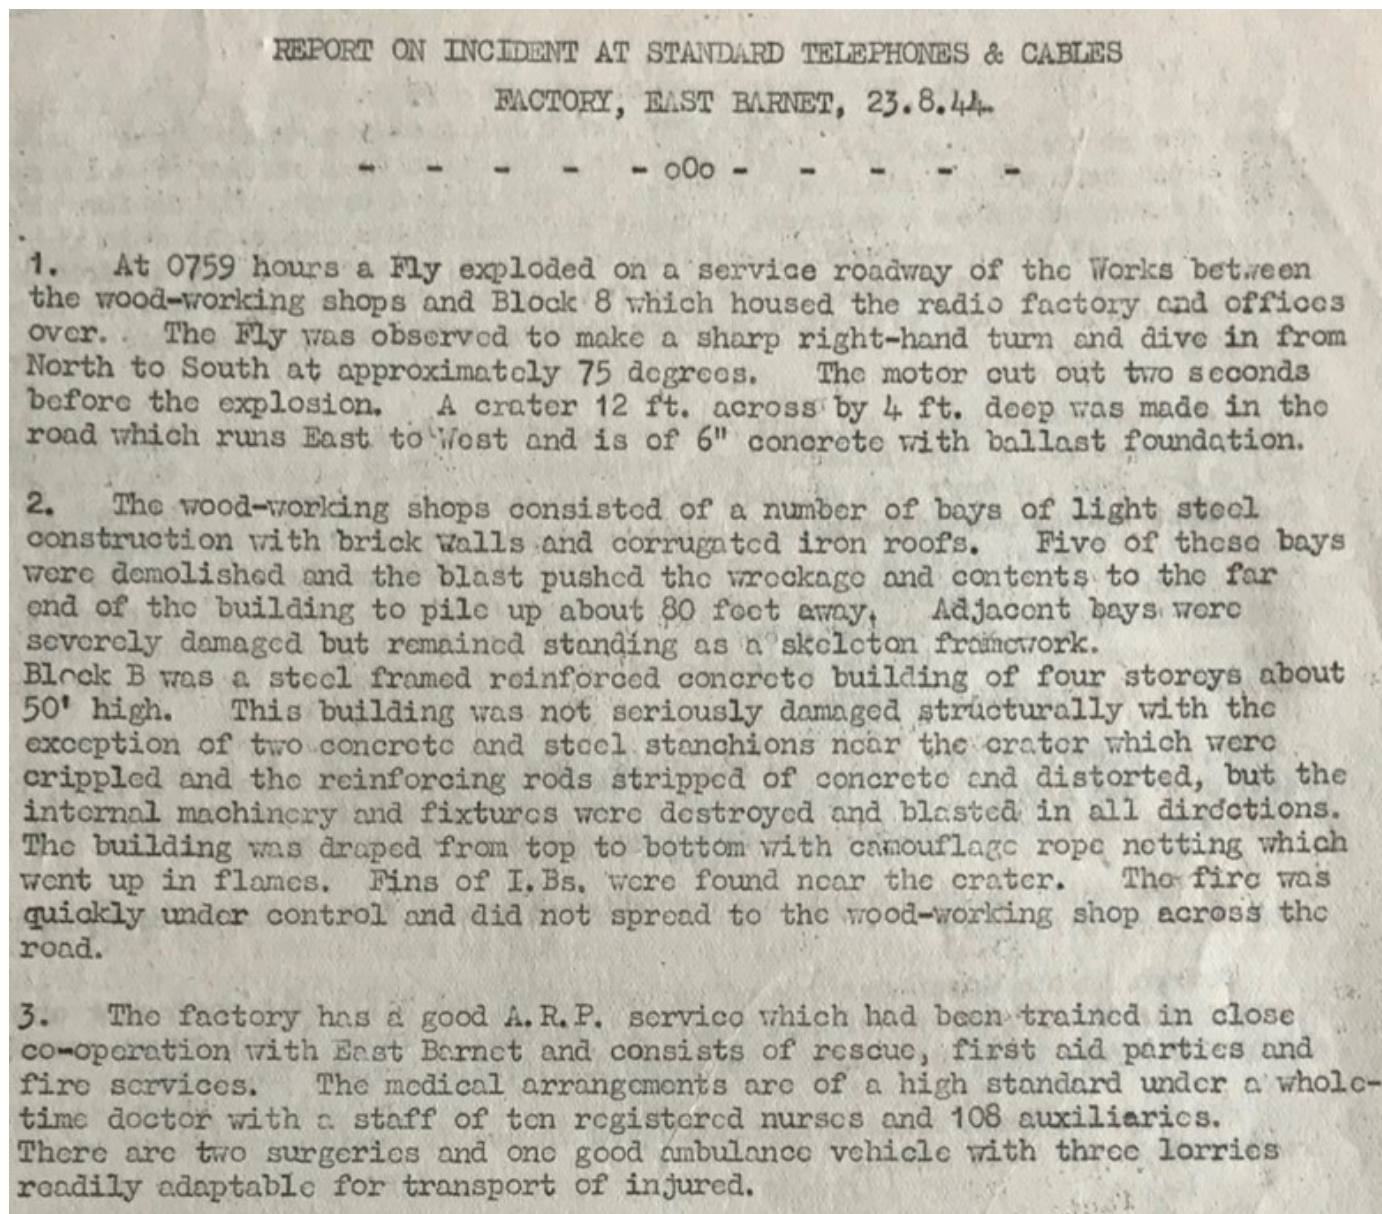 REPORT ON INCIDENT AT STANDARD TELEPHONES & CABLES
FACTORY, EAST BARNET, 23.8.44.
- - - - - oOo - - - - -
1. At 0759 hours a Fly exploded on a service roadway of the Works between
the wood-working shops and Block 8 which housed the radio factory and offices
over. The Fly was observed to make a sharp right-hand turn and dive in from
North to South at approximately 75 degrees. The motor cut out two seconds
before the explosion. A crater 12 ft. across by 4 ft. deep was made in the
road which runs East to West and is of 6" concrete with ballast foundation.
2. The wood-working shops consisted of a number of bays of light steel
construction with brick walls and corrugated iron roofs. Five of these bays
were demolished and the blast pushed the wreckage and contents to the far
end of the building to pile up about 80 feet away. Adjacent bays were
severely damaged but remained standing as a skeleton framework.
Block B was a steel framed reinforced concrete building of four storeys about
50' high. This building was not seriously damaged structurally with the
exception of two concrete and steel stanchions near the crater which were
crippled and the reinforcing rods stripped of concrete and distorted, but the
internal machinery and fixtures were destroyed and blasted in all directions.
The building was draped from top to bottom with camouflage rope netting which
went up in flames. Fins of I.Bs. were found near the crater. The fire was
quickly under control and did not spread to the wood-working shop across the
road.
3. The factory has a good A.R.P. service which had been trained in close
co-operation with East Barnet and consists of rescue, first aid parties and
fire services. The medical arrangements are of a high standard under a whole-
time doctor with a staff of ten registered nurses and 108 auxiliaries.
There are two surgeries and one good ambulance vehicle with three lorries
readily adaptable for transport of injured.